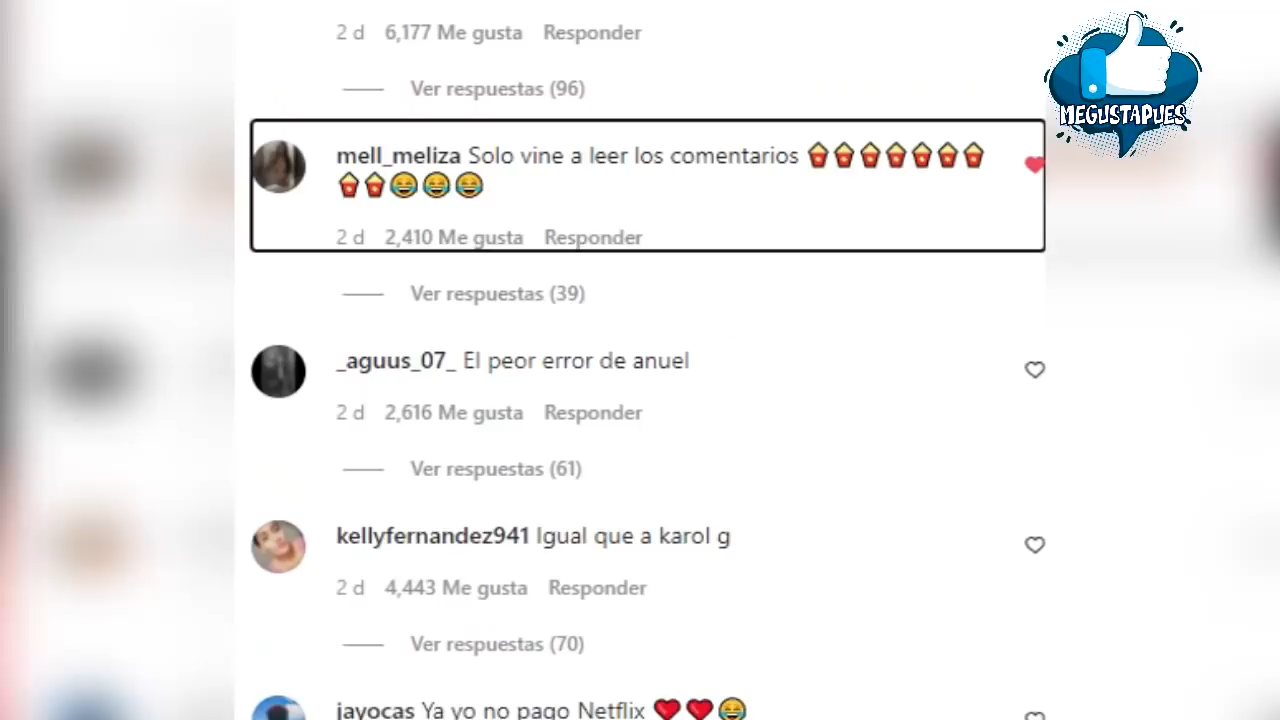 2 d 6,177 Me gusta Responder
Ver respuestas (96)
MEGUSTAPUES
mell_meliza Solo vine a leer los comentarios 🍿🍿🍿🍿🍿🍿🍿
🍿🍿😂😂😂
2 d 2,410 Me gusta Responder
Ver respuestas (39)
_aguus_07_ El peor error de anuel
2 d 2,616 Me gusta Responder
Ver respuestas (61)
kellyfernandez941 Igual que a karol g
2 d 4,443 Me gusta Responder
Ver respuestas (70)
jayocas Ya yo no pago Netflix ❤️❤️😂